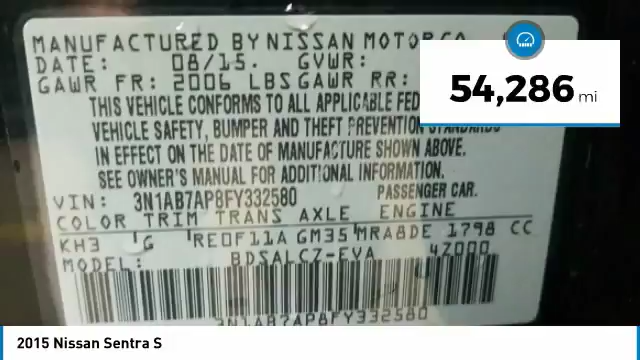 MANUFACTURED BY NISSAN MOTOR CO
DATE: 08/15. GVWR:
GAWR FR: 2006 LBS GAWR RR:
THIS VEHICLE CONFORMS TO ALL APPLICABLE FED
VEHICLE SAFETY, BUMPER AND THEFT PREVENTION STANDARDS
IN EFFECT ON THE DATE OF MANUFACTURE SHOWN ABOVE.
SEE OWNER'S MANUAL FOR ADDITIONAL INFORMATION.
VIN: 3N1AB7AP8FY332580 PASSENGER CAR.
COLOR TRIM TRANS AXLE ENGINE
KH3 G RE0F11A GM35 MRA8DE 1798 CC
MODEL: BDSALCZ-EVA 4Z000
3N1AB7AP8FY332580
54,286 mi
2015 Nissan Sentra S